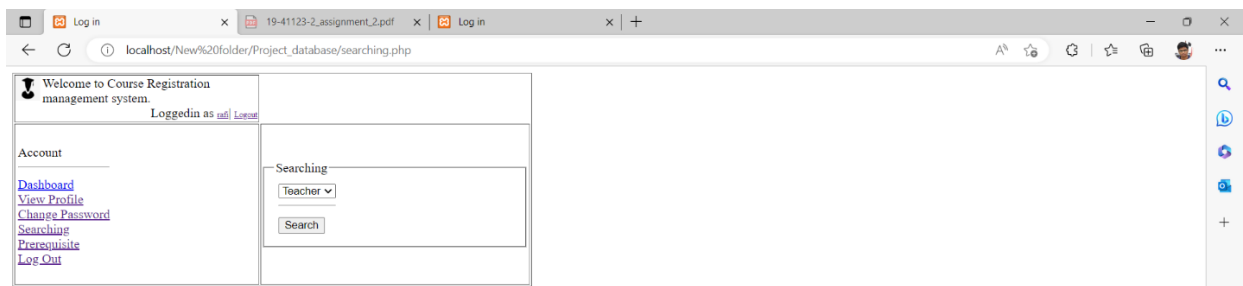 Log in
19-41123-2_assignment_2.pdf
Log in
localhost/New%20folder/Project_database/searching.php
Welcome to Course Registration
management system.
Loggedin as rafi| Logout
Account
Dashboard
View Profile
Change Password
Searching
Prerequisite
Log Out
Searching
Teacher
Search